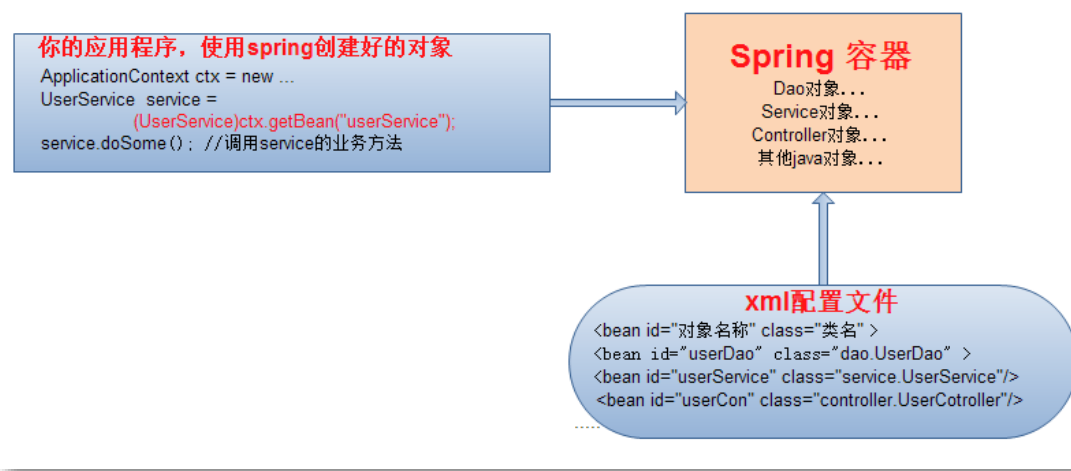 你的应用程序，使用spring创建好的对象
ApplicationContext ctx = new ...
UserService service =
(UserService)ctx.getBean("userService");
service.doSome(); //调用service的业务方法
Spring 容器
Dao对象...
Service对象...
Controller对象...
其他java对象...
xml配置文件
<bean id="对象名称" class="类名" >
<bean id="userDao" class="dao.UserDao" >
<bean id="userService" class="service.UserService"/>
<bean id="userCon" class="controller.UserCotroller"/>
......